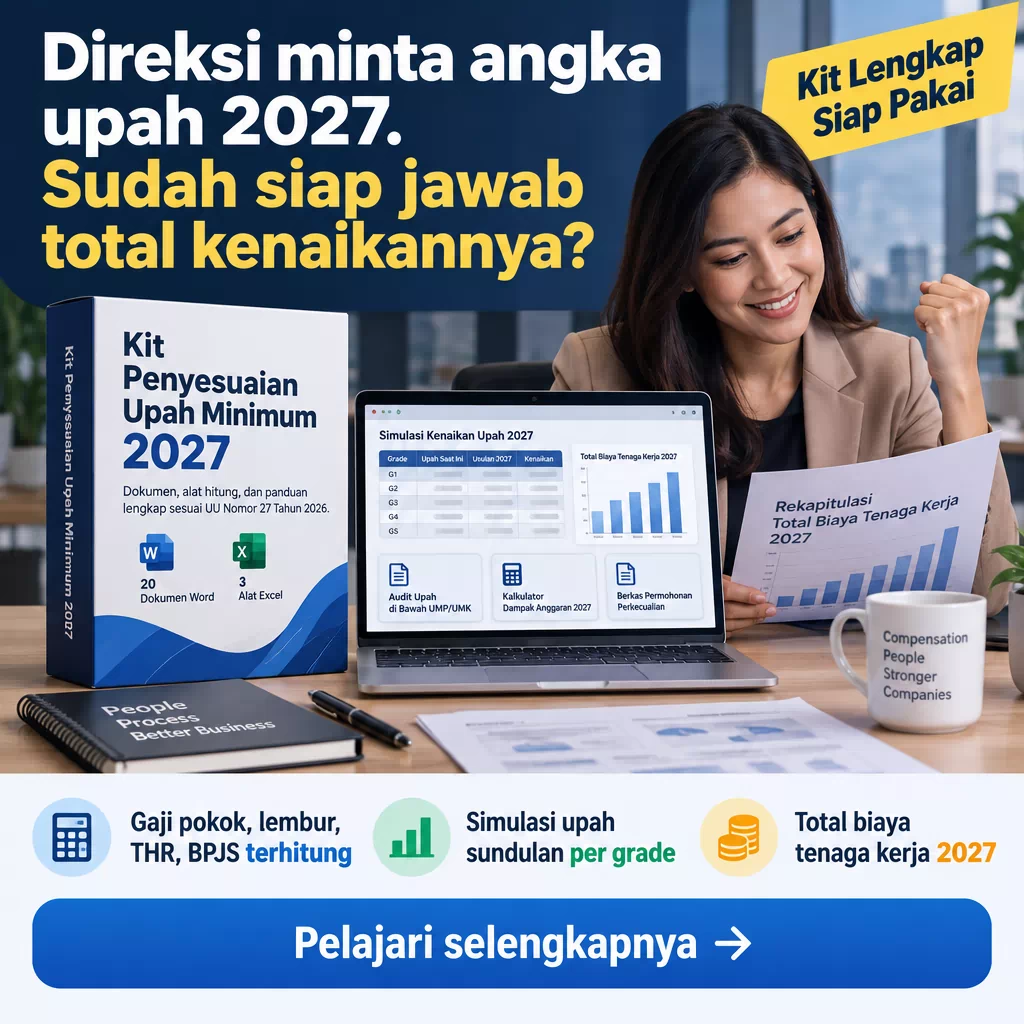 Direksi minta angka
upah 2027.
Sudah siap jawab
total kenaikannya?
Kit Lengkap
Siap Pakai
Kit Penyesuaian Upah Minimum 2027
Kit
Penyesuaian
Upah Minimum
2027
Dokumen, alat hitung, dan panduan
lengkap sesuai UU Nomor 27 Tahun 2026.
W
X
20
Dokumen Word
3
Alat Excel
Simulasi Kenaikan Upah 2027
Grade Upah Saat Ini Usulan 2027 Kenaikan
G1
G2
G3
G4
G5
Total Biaya Tenaga Kerja 2027
Audit Upah
di Bawah UMP/UMK
Kalkulator
Dampak Anggaran 2027
Berkas Permohonan
Perkecualian
Rekapitulasi
Total Biaya Tenaga Kerja
2027
Compensation
People
Stronger
Companies
People
Process
Better Business
Gaji pokok, lembur,
THR, BPJS terhitung
Simulasi upah
sundulan per grade
Total biaya
tenaga kerja 2027
Pelajari selengkapnya →